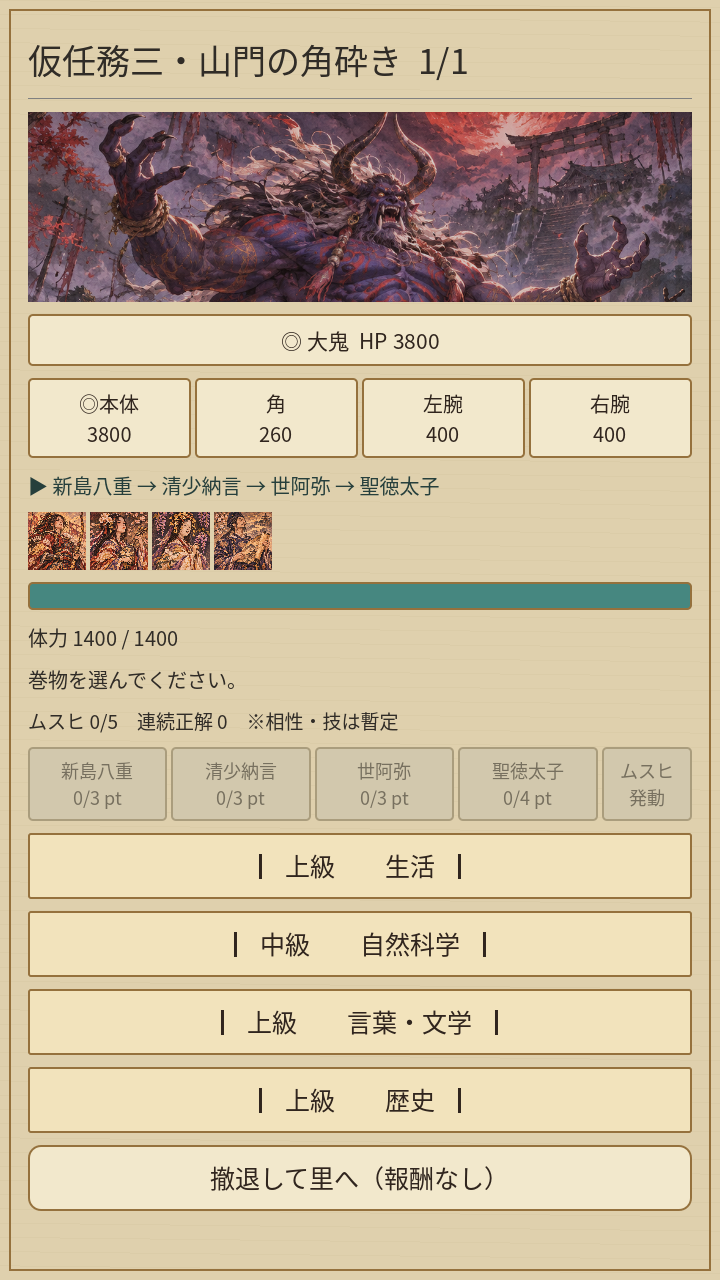 仮任務三・山門の角砕き 1/1
◎ 大鬼 HP 3800
◎本体
3800
角
260
左腕
400
右腕
400
▶ 新島八重 → 清少納言 → 世阿弥 → 聖徳太子
体力 1400 / 1400
巻物を選んでください。
ムスヒ 0/5 連続正解 0 ※相性・技は暫定
新島八重
0/3 pt
清少納言
0/3 pt
世阿弥
0/3 pt
聖徳太子
0/4 pt
ムスヒ
発動
┃ 上級 生活 ┃
┃ 中級 自然科学 ┃
┃ 上級 言葉・文学 ┃
┃ 上級 歴史 ┃
撤退して里へ（報酬なし）